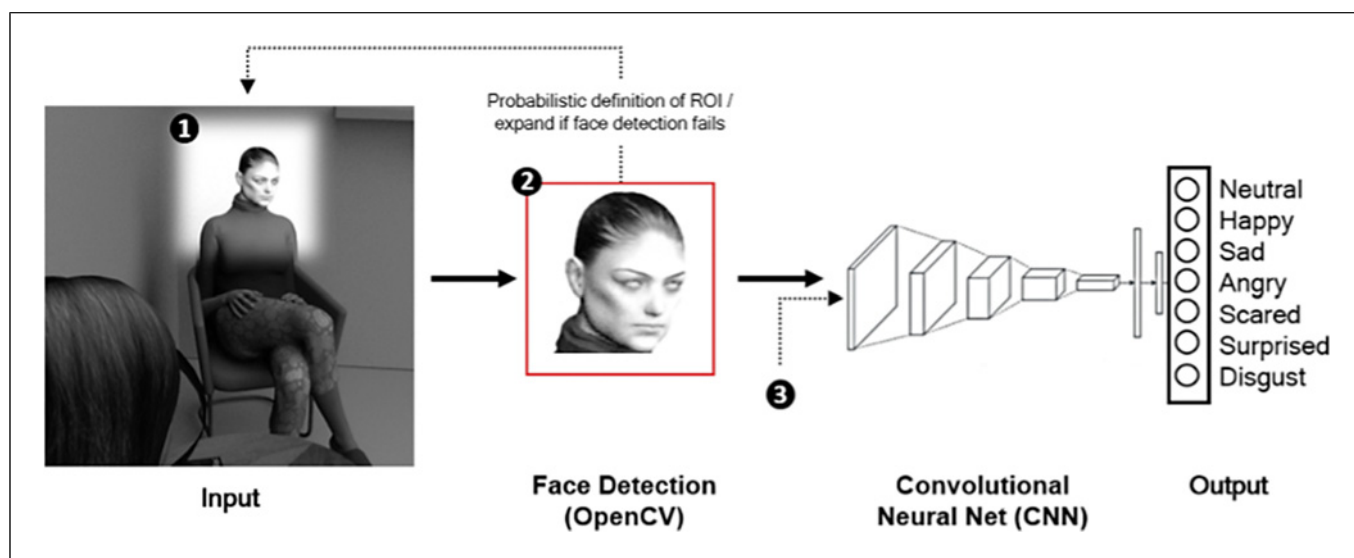 Probabilistic definition of ROI /
expand if face detection fails
1
2
3
Neutral
Happy
Sad
Angry
Scared
Surprised
Disgust
Input
Face Detection
(OpenCV)
Convolutional
Neural Net (CNN)
Output